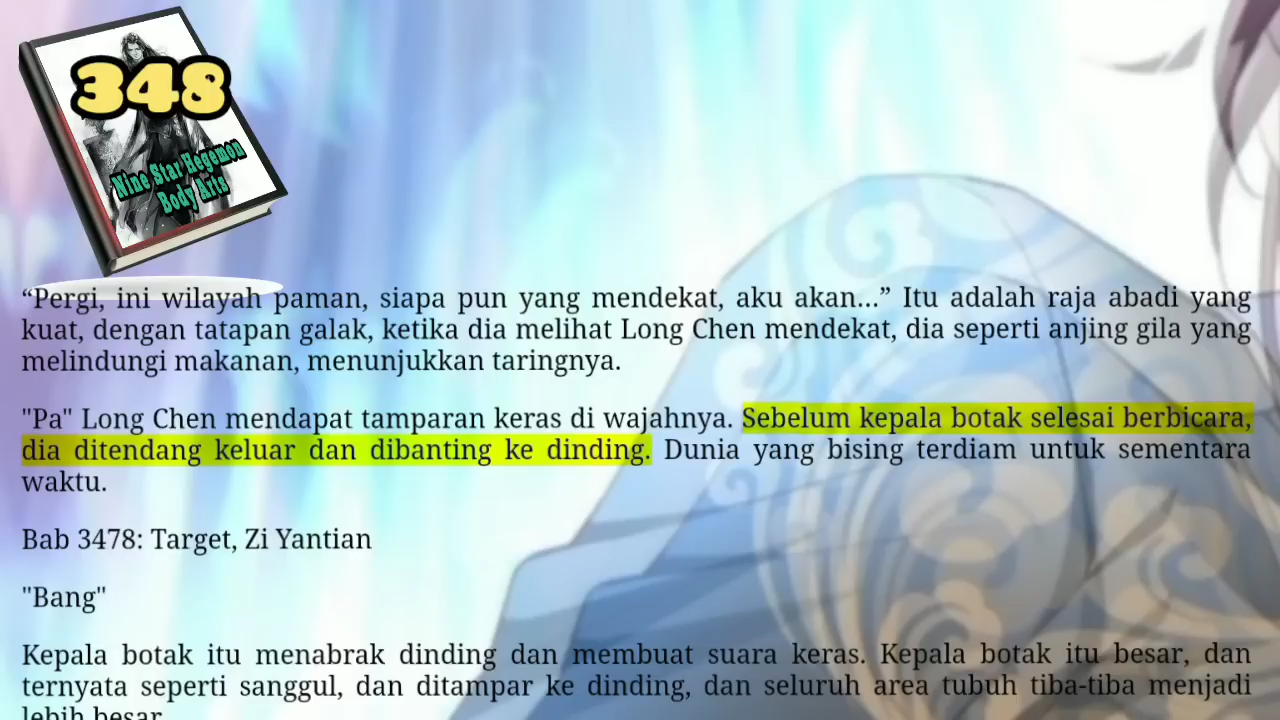 348
Nine Star Hegemon
Body Arts
“Pergi, ini wilayah paman, siapa pun yang mendekat, aku akan...” Itu adalah raja abadi yang
kuat, dengan tatapan galak, ketika dia melihat Long Chen mendekat, dia seperti anjing gila yang
melindungi makanan, menunjukkan taringnya.
"Pa" Long Chen mendapat tamparan keras di wajahnya. Sebelum kepala botak selesai berbicara,
dia ditendang keluar dan dibanting ke dinding. Dunia yang bising terdiam untuk sementara
waktu.
Bab 3478: Target, Zi Yantian
"Bang"
Kepala botak itu menabrak dinding dan membuat suara keras. Kepala botak itu besar, dan
ternyata seperti sanggul, dan ditampar ke dinding, dan seluruh area tubuh tiba-tiba menjadi
lebih besar.